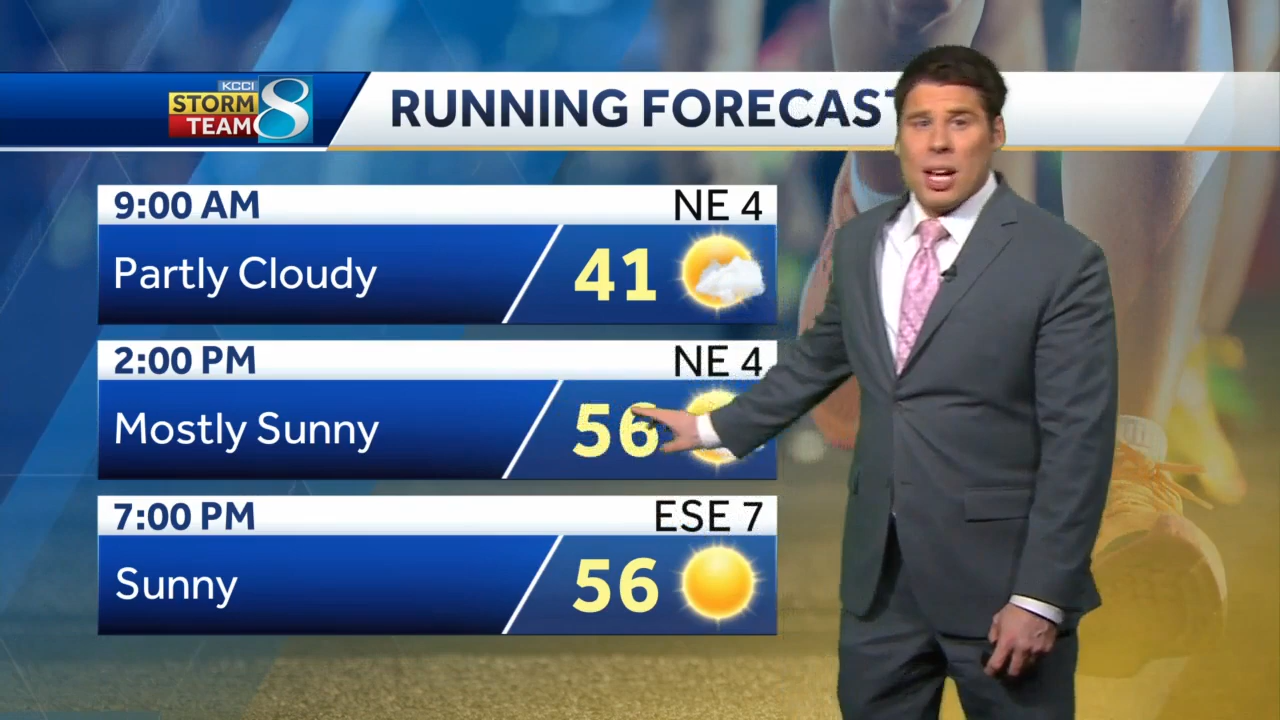 KCCI
STORM
TEAM
8
RUNNING FORECAST
9:00 AM
NE 4
Partly Cloudy
41
2:00 PM
NE 4
Mostly Sunny
56
7:00 PM
ESE 7
Sunny
56